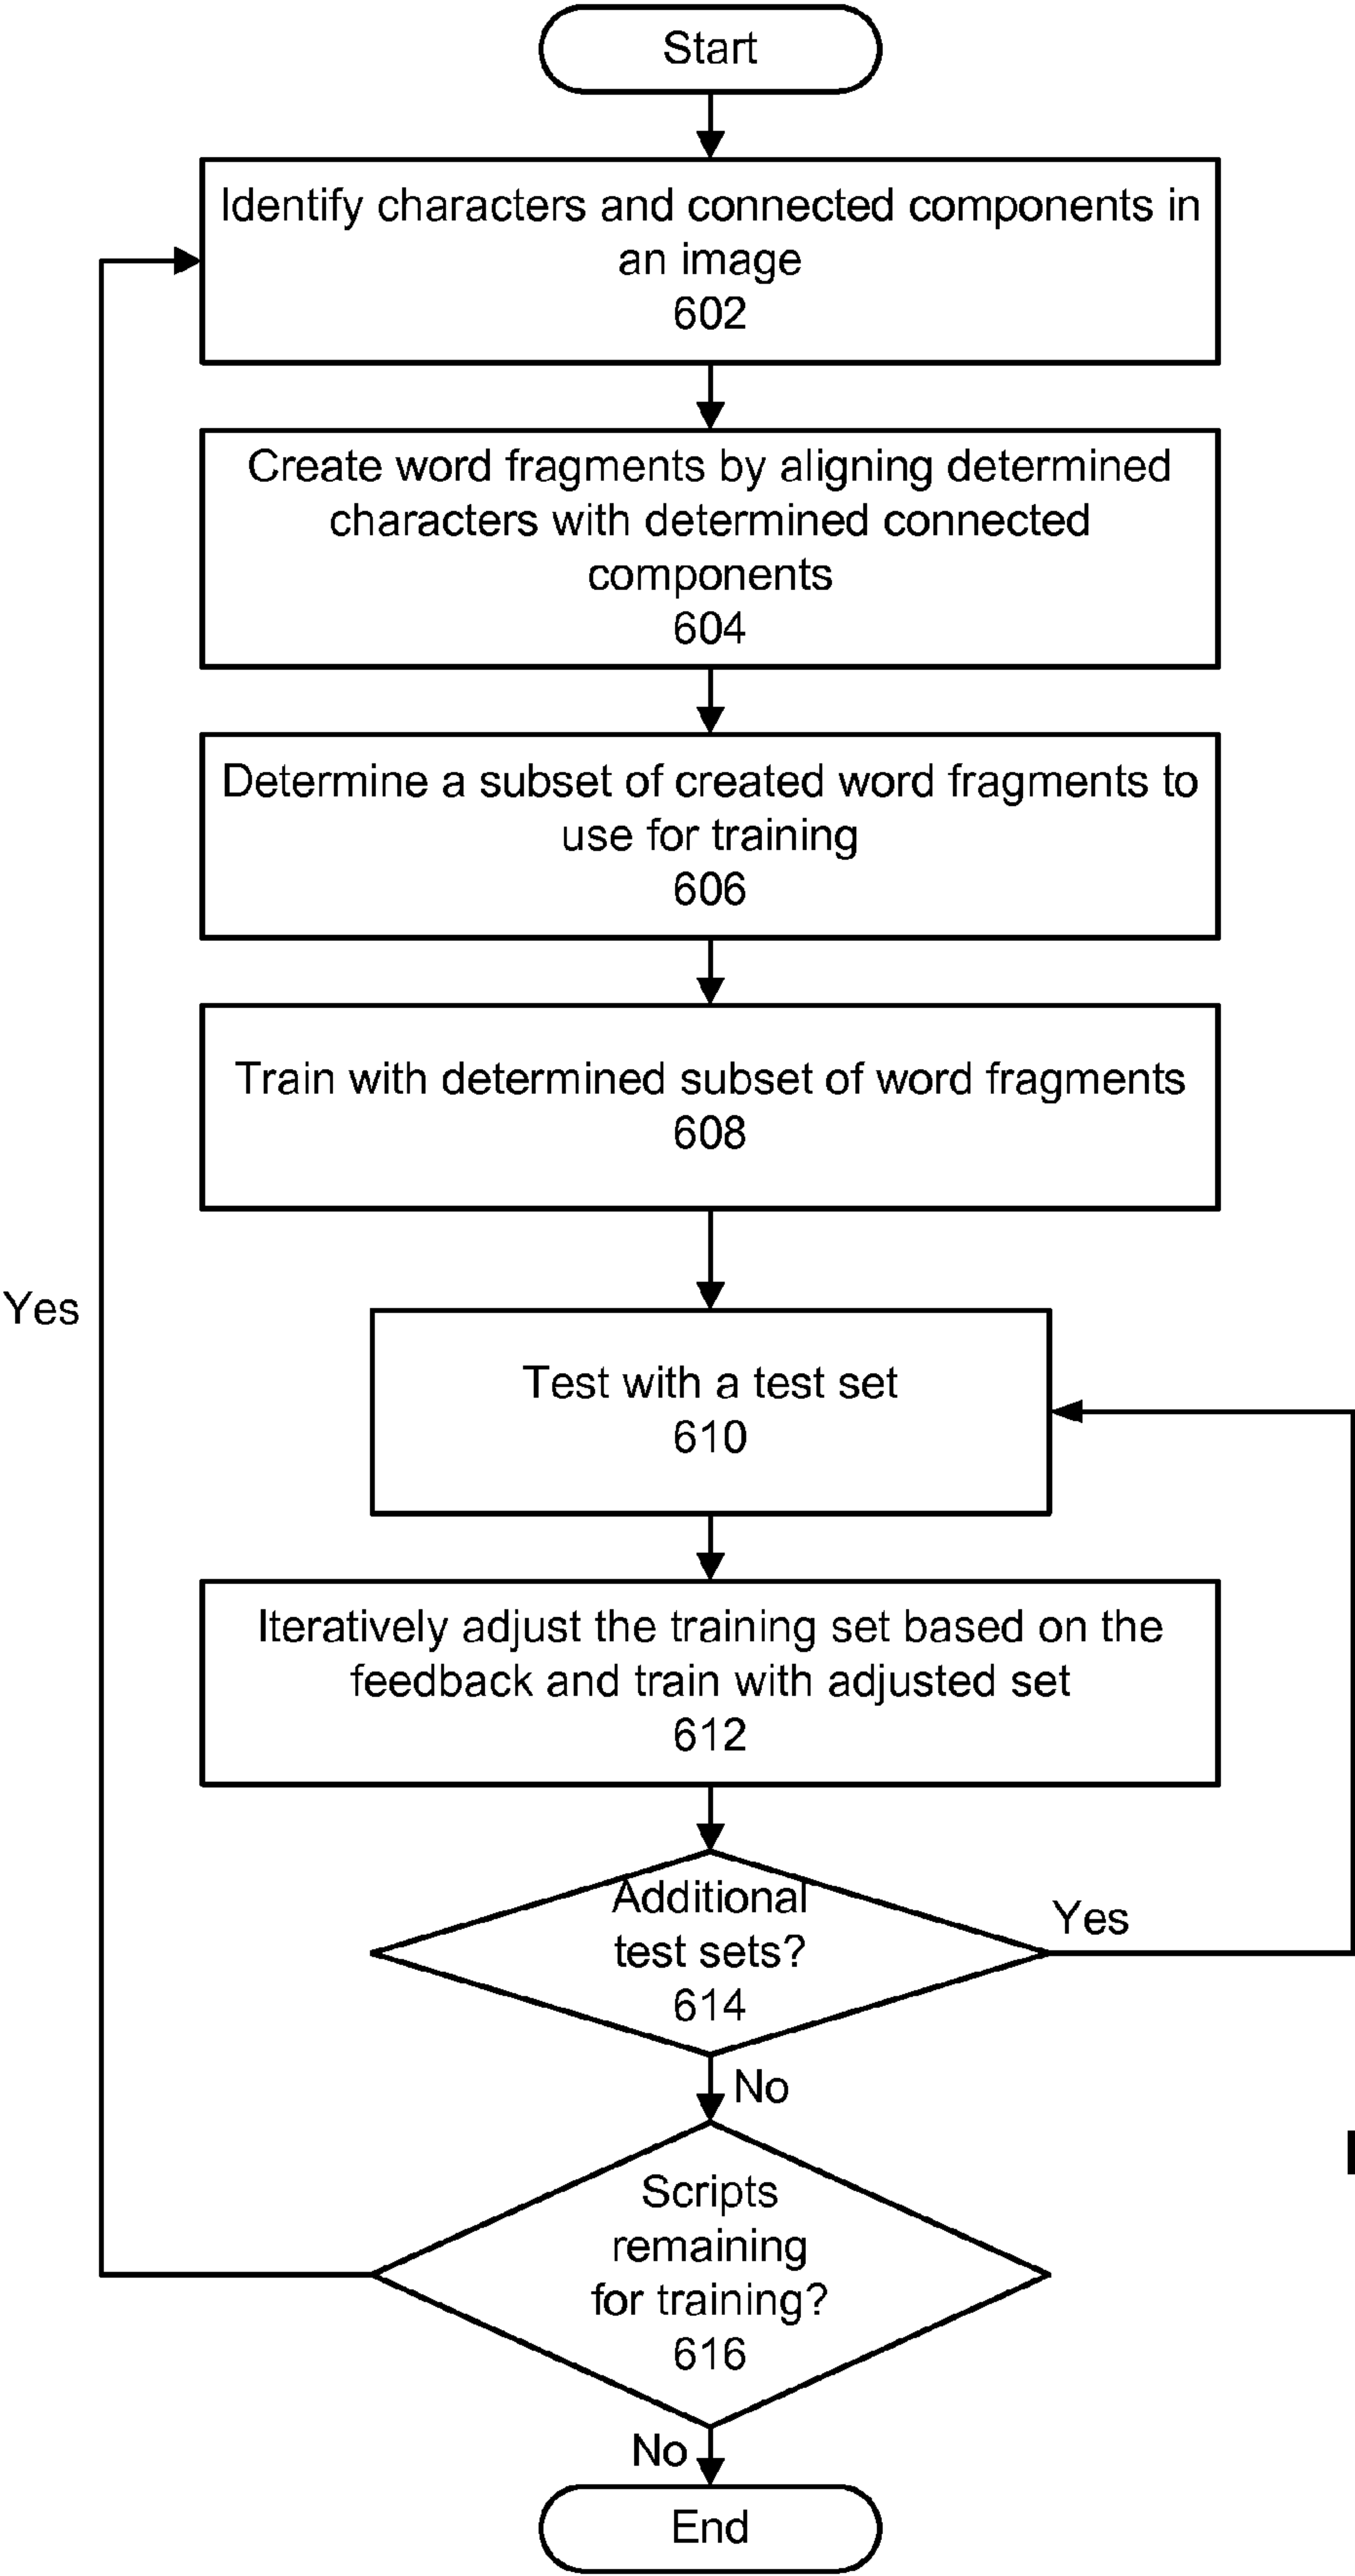 Start
Identify characters and connected components in
an image
602
Create word fragments by aligning determined
characters with determined connected
components
604
Determine a subset of created word fragments to
use for training
606
Train with determined subset of word fragments
608
Yes
Test with a test set
610
Iteratively adjust the training set based on the
feedback and train with adjusted set
612
Additional
test sets?
614
Yes
No
Scripts
remaining
for training?
616
No
End